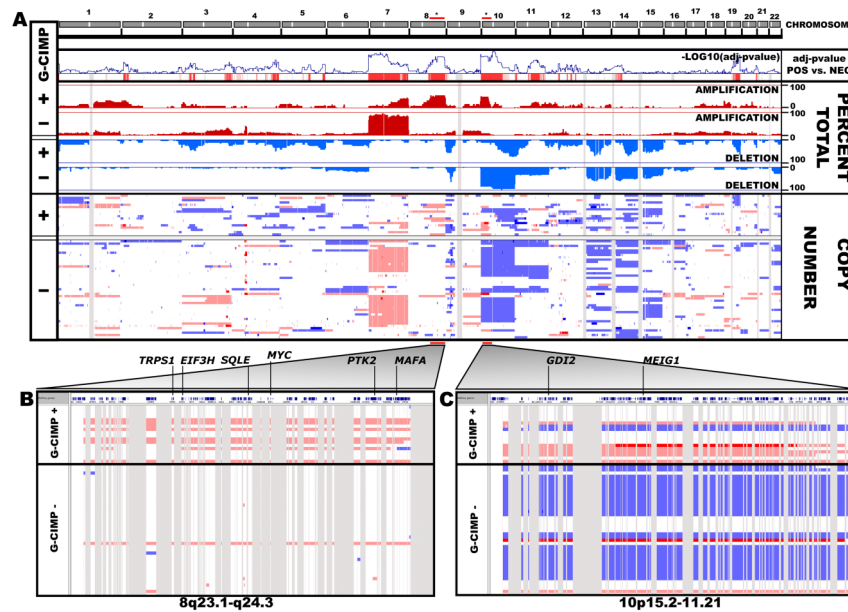 A
1 2 3 4 5 6 7 8 9 10 11 12 13 14 15 16 17 18 19 20 21 22
CHROMOSOME
G-CIMP
-LOG10(adj-pvalue)
adj-pvalue
POS vs. NEG
+
AMPLIFICATION
100
0
−
AMPLIFICATION
100
0
+
DELETION
0
100
−
DELETION
0
100
PERCENT
TOTAL
+
−
COPY
NUMBER
TRPS1 EIF3H SQLE MYC PTK2 MAFA
GDI2 MEIG1
B
G-CIMP +
G-CIMP -
8q23.1-q24.3
C
G-CIMP +
G-CIMP -
10p15.2-11.21